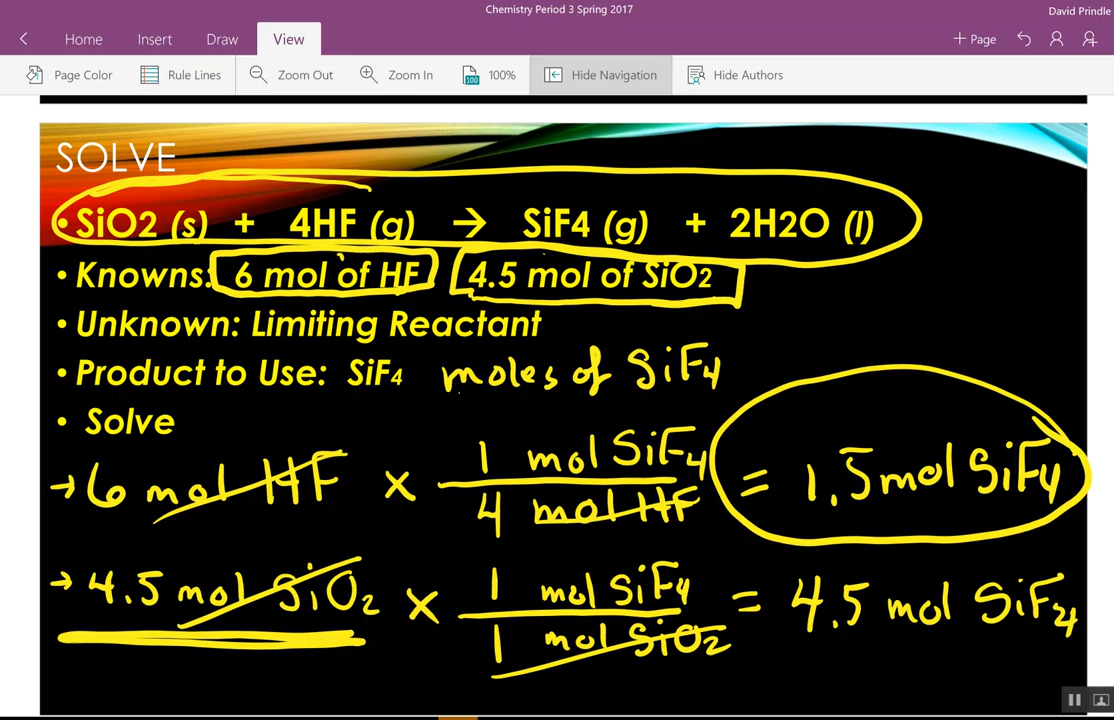 Chemistry Period 3 Spring 2017
David Prindle
Home Insert Draw View
+ Page
Page Color Rule Lines Zoom Out Zoom In 100% Hide Navigation Hide Authors
SOLVE
• SiO2 (s) + 4HF (g) → SiF4 (g) + 2H2O (l)
• Knowns: 6 mol of HF 4.5 mol of SiO₂
• Unknown: Limiting Reactant
• Product to Use: SiF₄ moles of SiF₄
• Solve
→ 6 mol HF × 1 mol SiF₄ / 4 mol HF = 1.5 mol SiF₄
→ 4.5 mol SiO₂ × 1 mol SiF₄ / 1 mol SiO₂ = 4.5 mol SiF₄